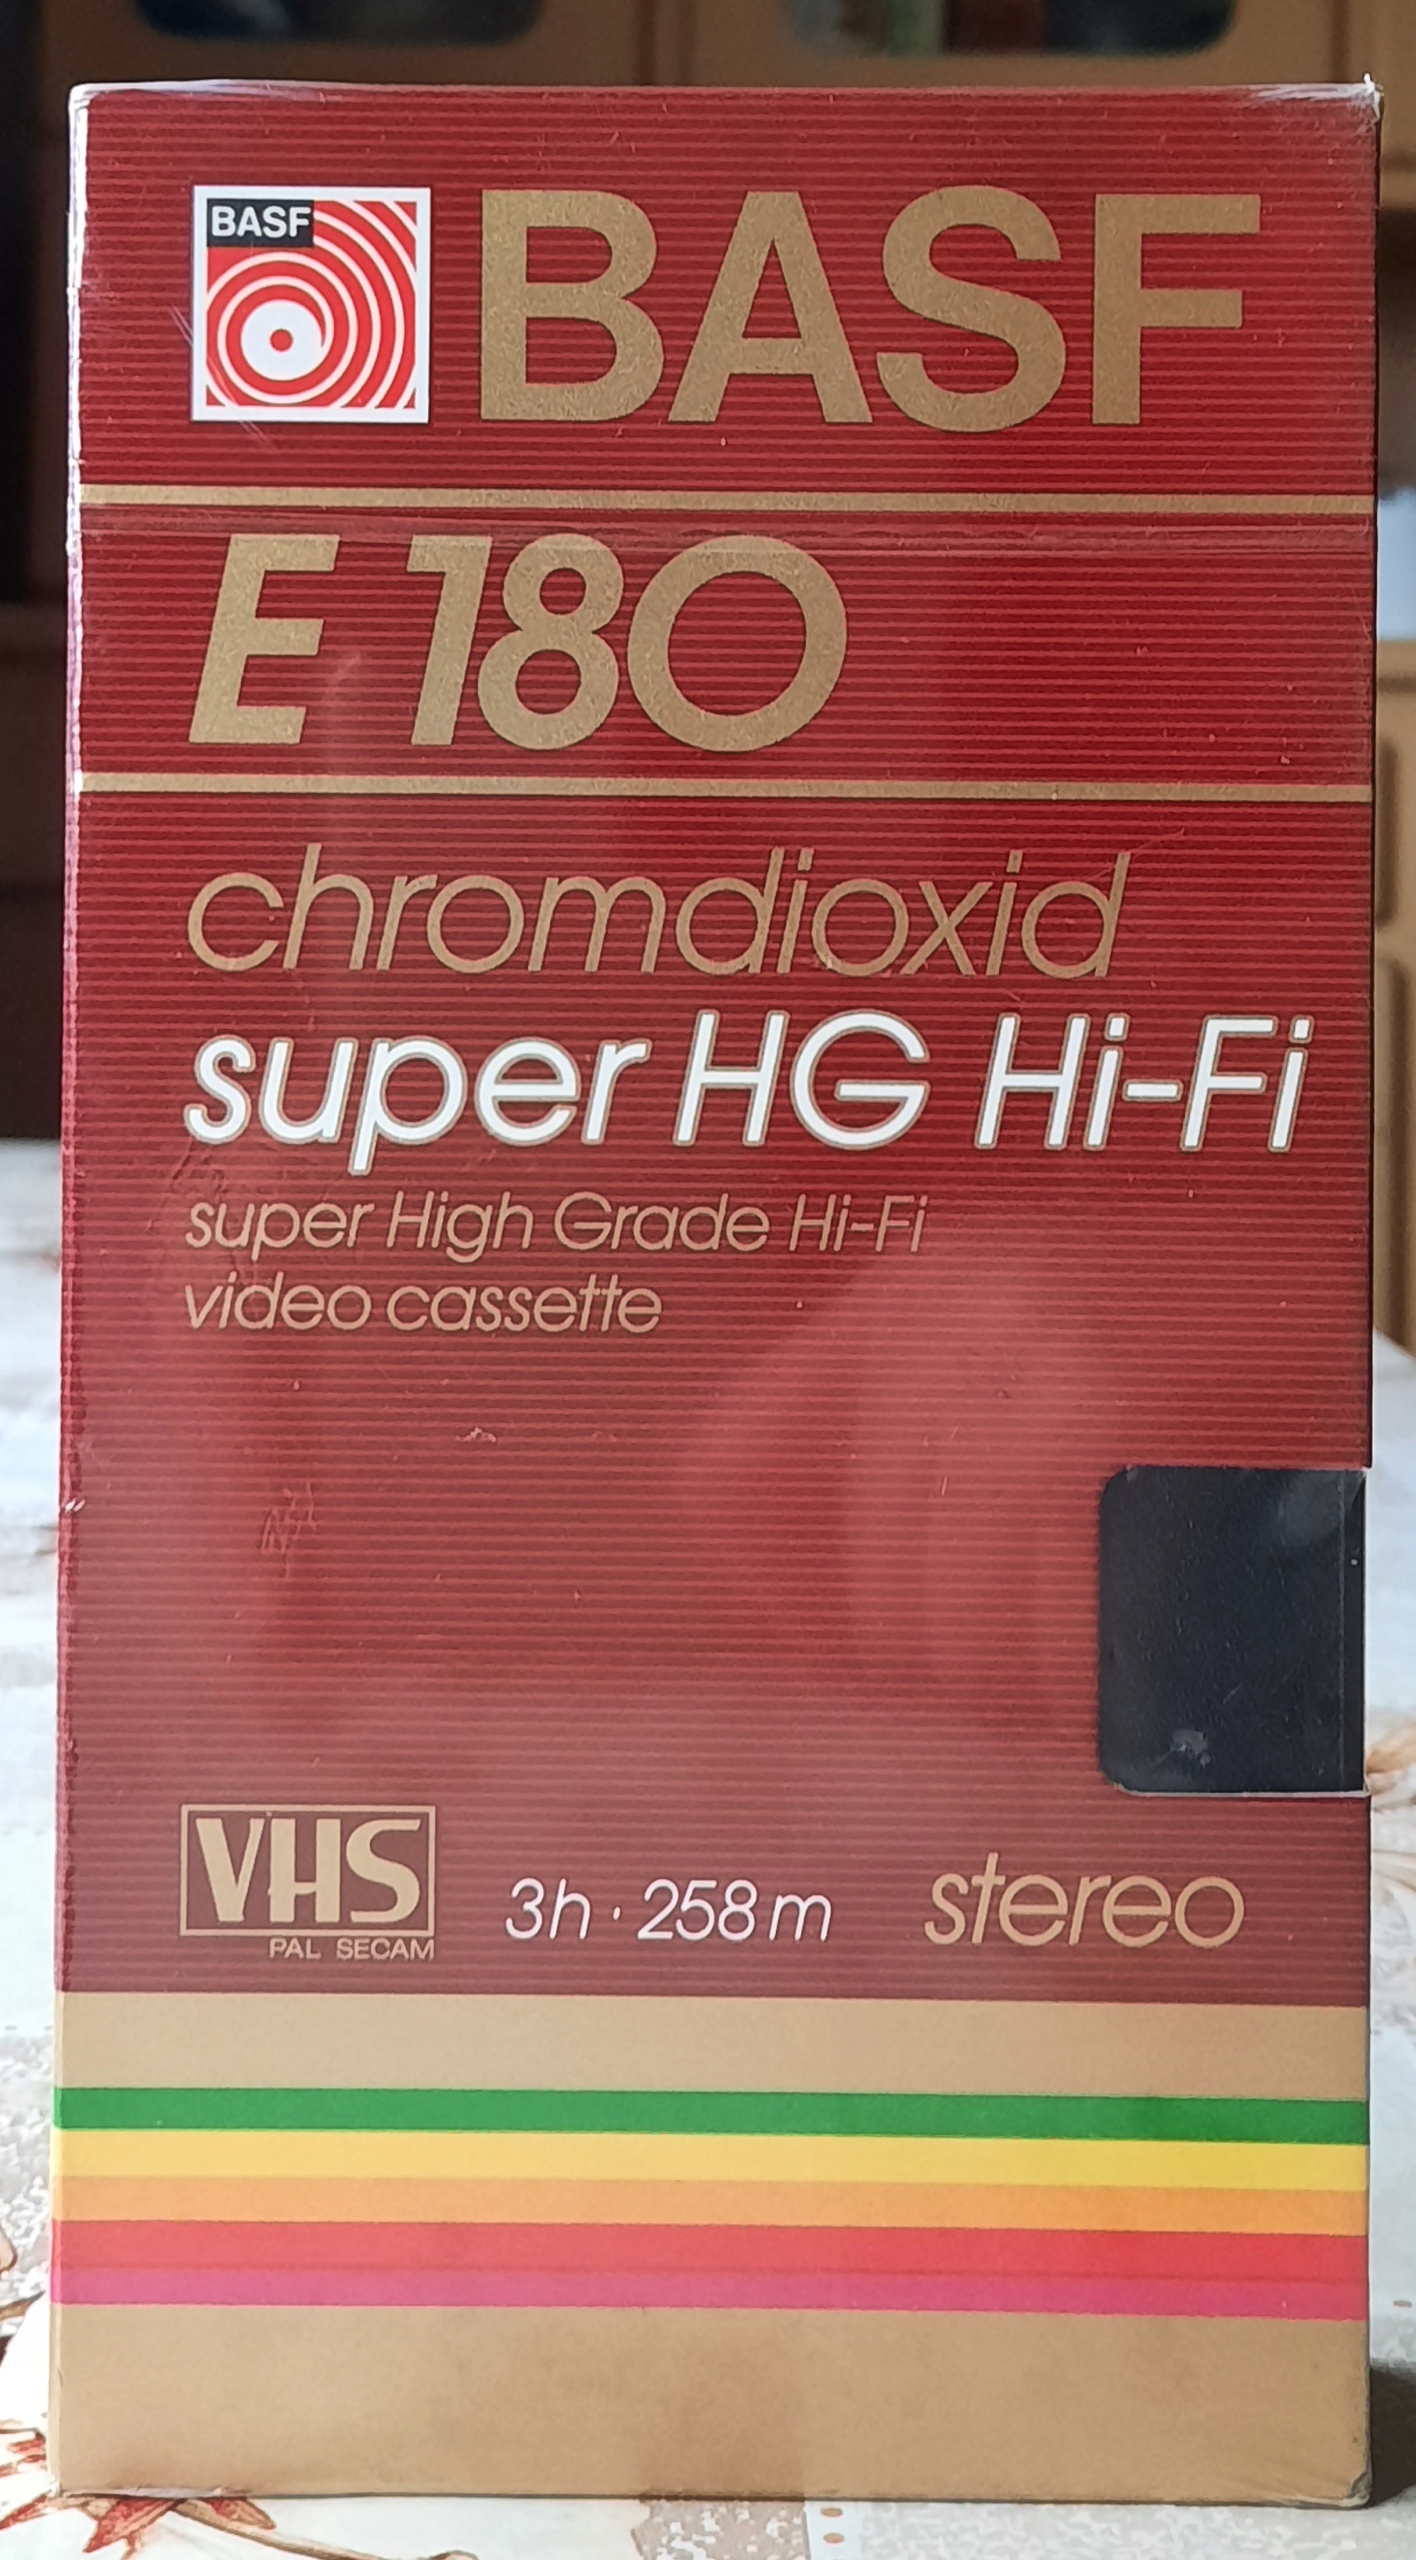 BASF
BASF
E 180
chromdioxid
super HG Hi-Fi
super High Grade Hi-Fi
video cassette
VHS
PAL SECAM
3h · 258 m
stereo